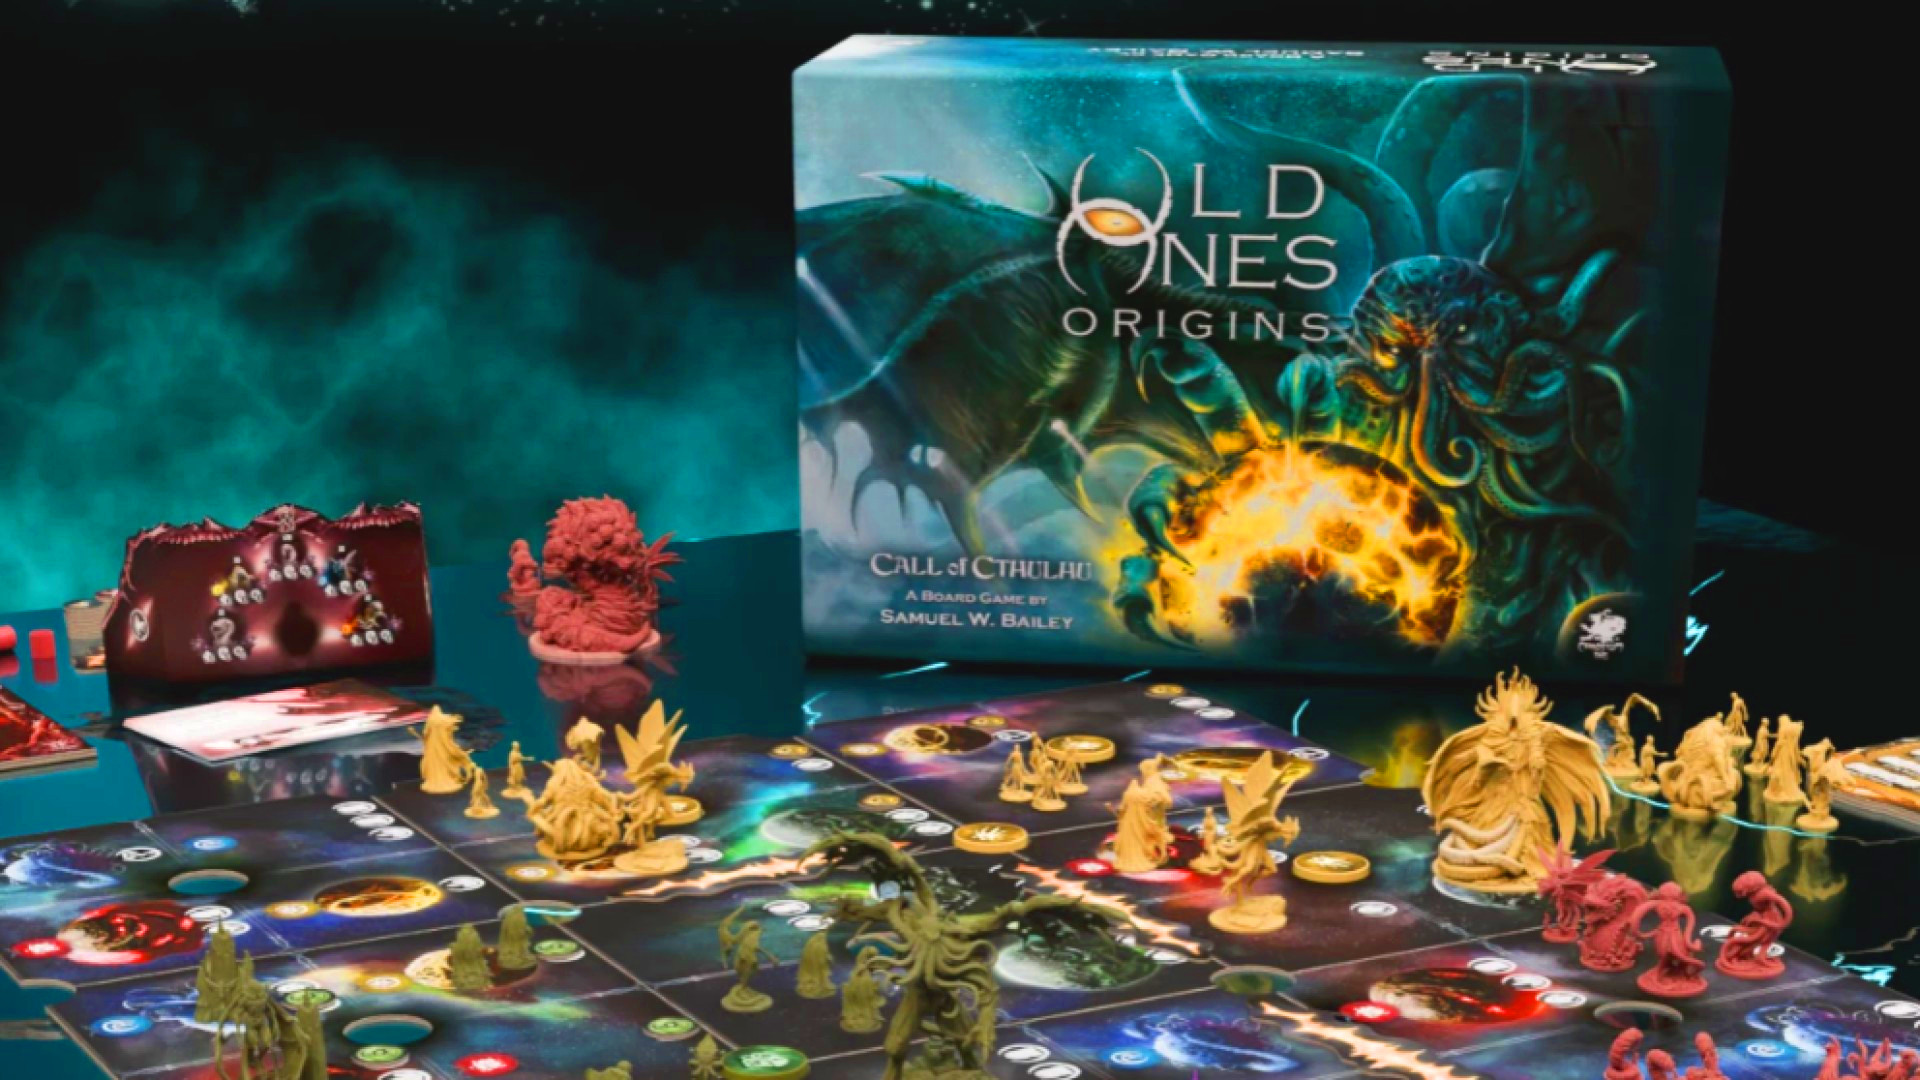 OLD
ONES
ORIGINS
CALL of CTHULHU
A BOARD GAME BY
SAMUEL W. BAILEY